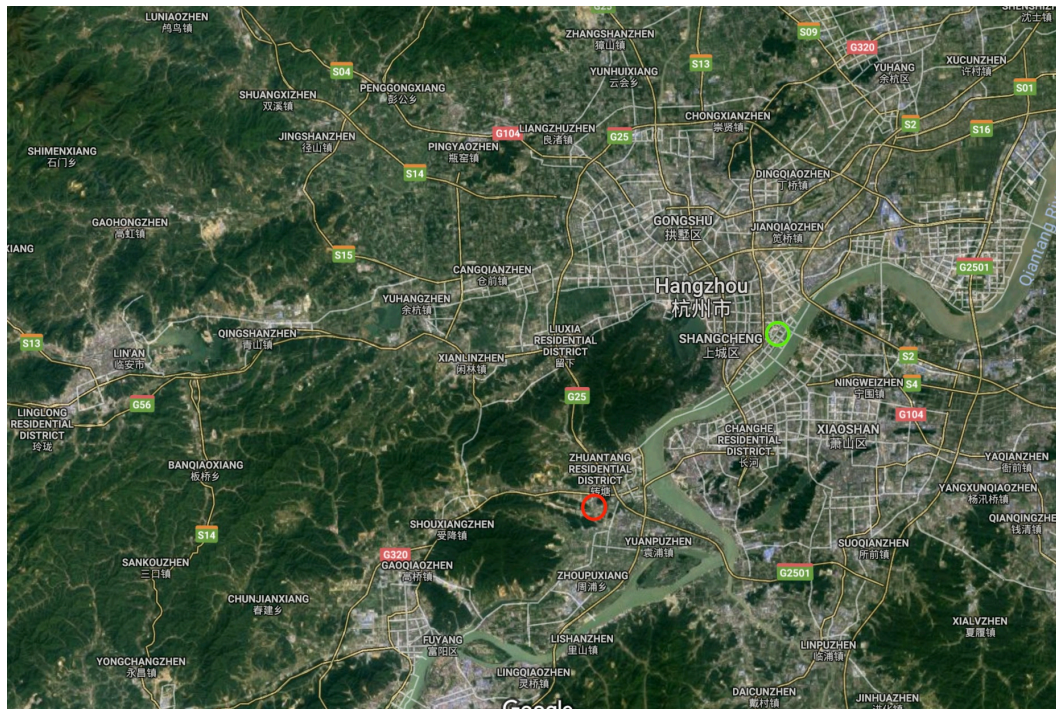 LUNIAOZHEN
鸬鸟镇
G25
ZHANGSHANZHEN
獐山镇
S09
G320
沈士镇
S04
PENGGONGXIANG
彭公乡
YUNHUIXIANG
云会乡
S13
YUHANG
余杭区
XUCUNZHEN
许村镇
S01
SHUANGXIZHEN
双溪镇
JINGSHANZHEN
径山镇
G104
LIANGZHUZHEN
良渚镇
G25
CHONGXIANZHEN
崇贤镇
S2
S16
SHIMENXIANG
石门乡
PINGYAOZHEN
瓶窑镇
S14
DINGQIAOZHEN
丁桥镇
GAOHONGZHEN
高虹镇
XIANG
GONGSHU
拱墅区
JIANQIAOZHEN
笕桥镇
S15
CANGQIANZHEN
仓前镇
G2501
Qiantang R
YUHANGZHEN
余杭镇
Hangzhou
杭州市
S13
QINGSHANZHEN
青山镇
LIN'AN
临安市
LIUXIA
RESIDENTIAL
DISTRICT
留下
SHANGCHENG
上城区
XIANLINZHEN
闲林镇
S2
S4
NINGWEIZHEN
宁围镇
G56
G25
G104
LINGLONG
RESIDENTIAL
DISTRICT
玲珑
CHANGHE
RESIDENTIAL
DISTRICT
长河
XIAOSHAN
萧山区
BANQIAOXIANG
板桥乡
ZHUANTANG
RESIDENTIAL
DISTRICT
转塘
YAQIANZHEN
衙前镇
YANGXUNQIAOZHEN
杨汛桥镇
S14
SHOUXIANGZHEN
受降镇
QIANQINGZHE
钱清镇
G320
GAOQIAOZHEN
高桥镇
YUANPUZHEN
袁浦镇
SUOQIANZHEN
所前镇
SANKOUZHEN
三口镇
ZHOUPUXIANG
周浦乡
G2501
CHUNJIANXIANG
春建乡
XIALVZHEN
夏履镇
FUYANG
富阳区
LISHANZHEN
里山镇
LINPUZHEN
临浦镇
YONGCHANGZHEN
永昌镇
LINGQIAOZHEN
灵桥镇
DAICUNZHEN
戴村镇
JINHUAZHEN
Google